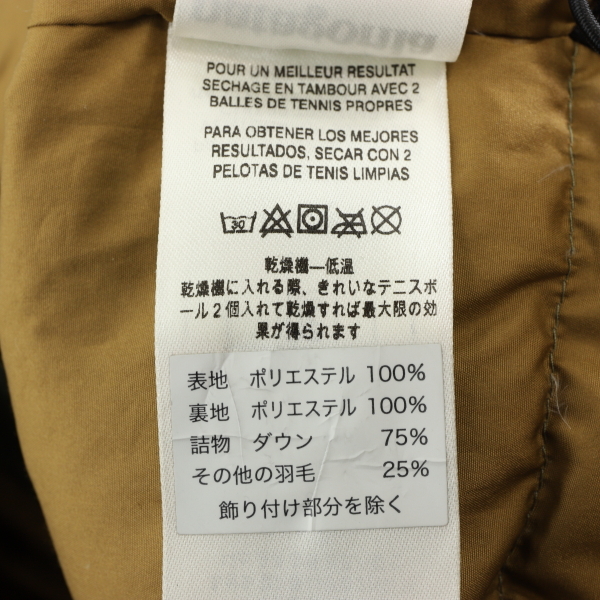 patagonia
POUR UN MEILLEUR RESULTAT
SECHAGE EN TAMBOUR AVEC 2
BALLES DE TENNIS PROPRES
PARA OBTENER LOS MEJORES
RESULTADOS, SECAR CON 2
PELOTAS DE TENIS LIMPIAS
30
乾燥機—低温
乾燥機に入れる際、きれいなテニスボ
ール2個入れて乾燥すれば最大限の効
果が得られます
表地 ポリエステル 100%
裏地 ポリエステル 100%
詰物 ダウン 75%
その他の羽毛 25%
飾り付け部分を除く